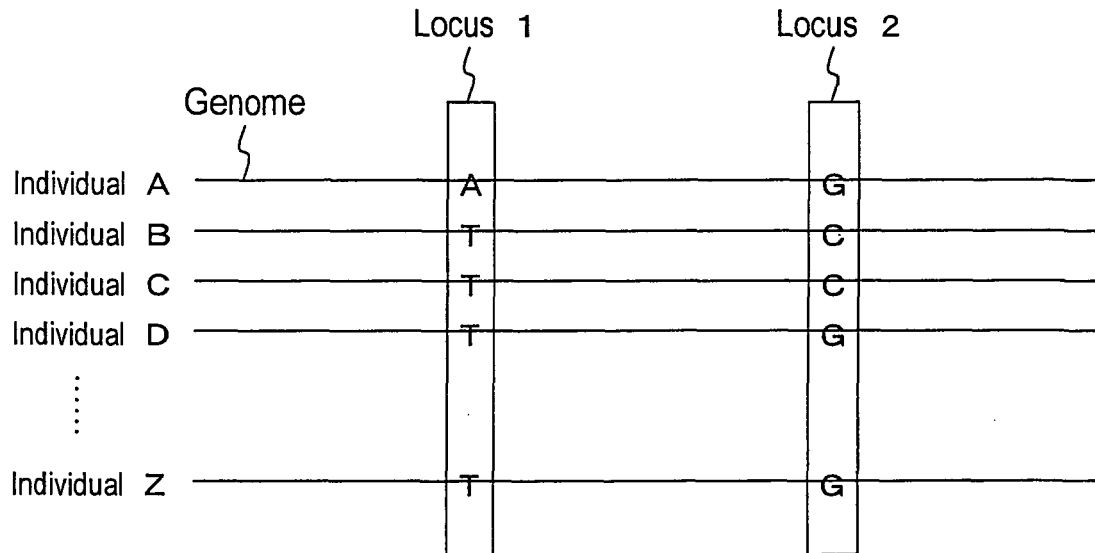 Locus 1 Locus 2
Genome
Individual A A G
Individual B T C
Individual C T C
Individual D T G
Individual Z T G